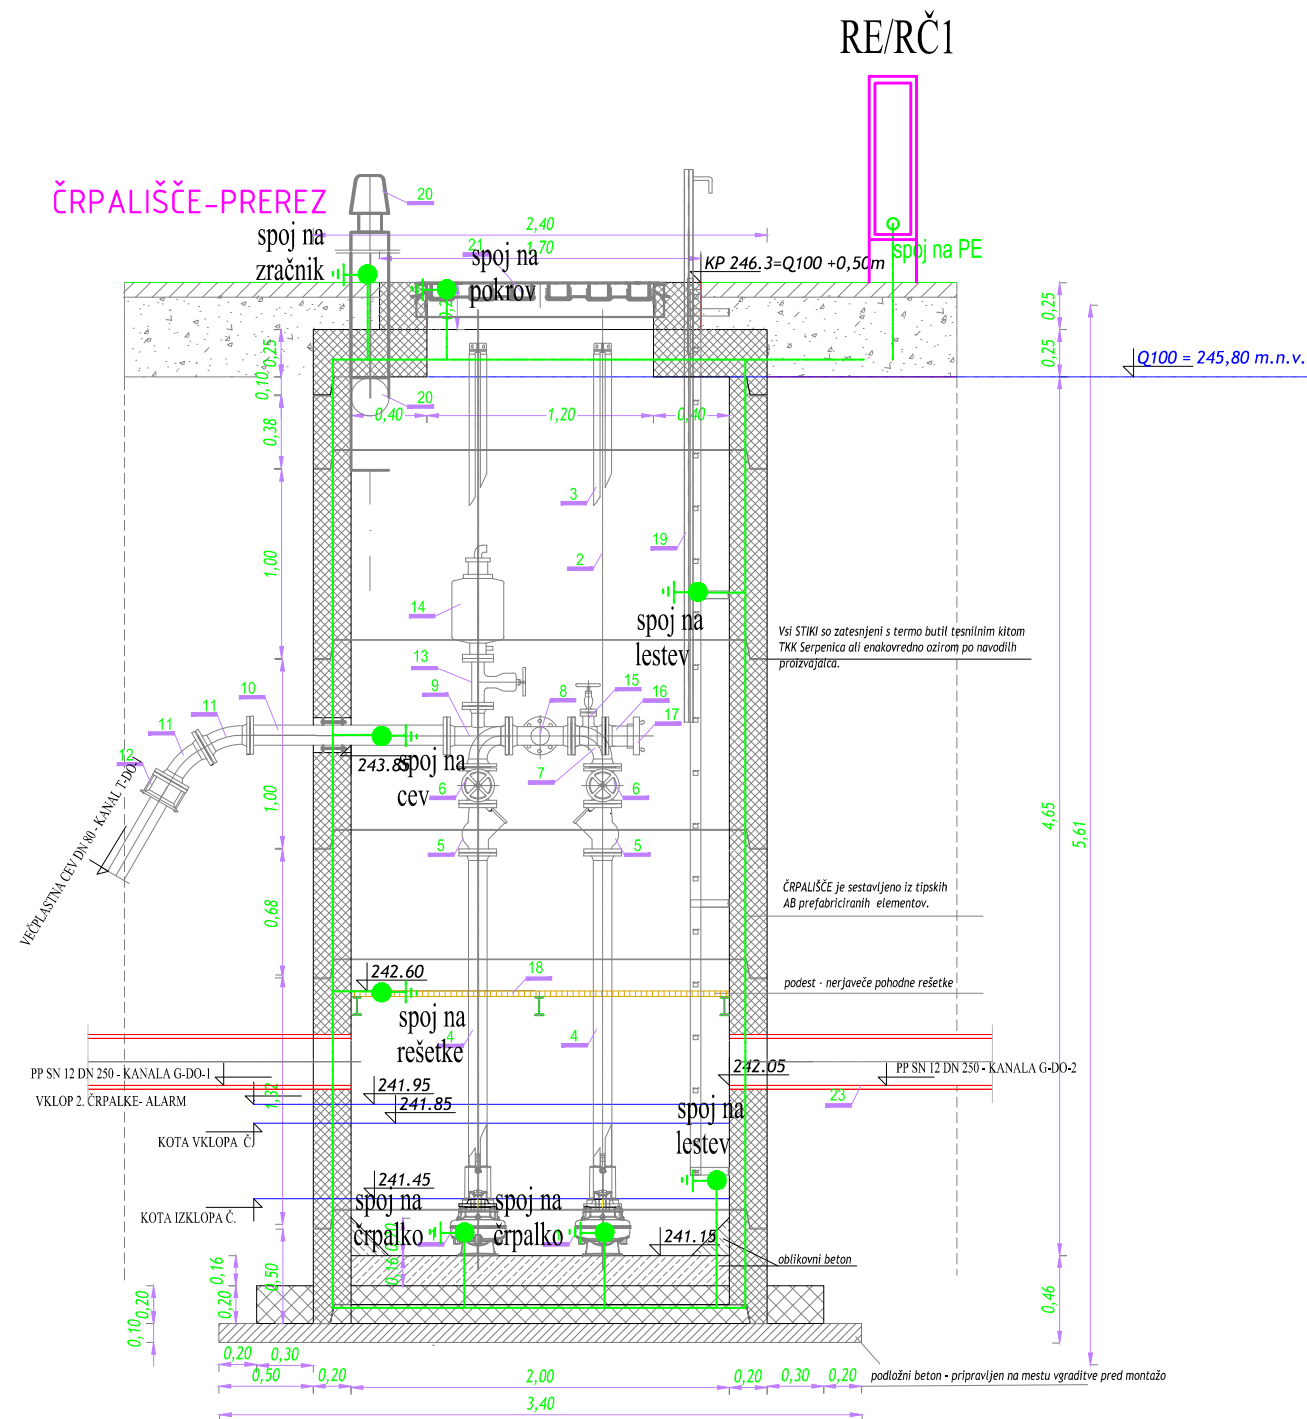 RE/RČ1
ČRPALIŠČE-PREREZ
20
2,40
spoj na
zračnik
21
1,70
spoj na
pokrov
spoj na PE
KP 246.3=Q100 +0,50m
0,25
0,25
Q100 = 245,80 m.n.v.
0,25
0,10
20
0,40
1,20
0,40
0,38
3
19
2
1,00
14
spoj na
lestev
Vsi STIKI so zatesnjeni s termo butil tesnilnim kitom
TKK Serpenica ali enakovredno ozirom po navodilih
proizvajalca.
13
15
10
9
8
16
11
11
17
12
243.85
spoj na
cev
7
6
6
1,00
4,65
5,61
5
5
VEČPLASTNA CEV DN 80 - KANAL T-DO-1
ČRPALIŠČE je sestavljeno iz tipskih
AB prefabriciranih elementov.
0,68
242.60
18
podest - nerjaveče pohodne rešetke
spoj na
rešetke
4
4
242.05
PP SN 12 DN 250 - KANALA G-DO-1
PP SN 12 DN 250 - KANALA G-DO-2
241.95
1,32
VKLOP 2. ČRPALKE- ALARM
23
241.85
spoj na
lestev
KOTA VKLOPA Č.
241.45
spoj na
črpalko
spoj na
črpalko
KOTA IZKLOPA Č.
241.15
oblikovni beton
0,16
0,16
0,50
0,20
0,20
0,10
0,46
0,20
0,30
0,50
0,20
2,00
0,20
0,30
0,20
podložni beton - pripravljen na mestu vgraditve pred montažo
3,40